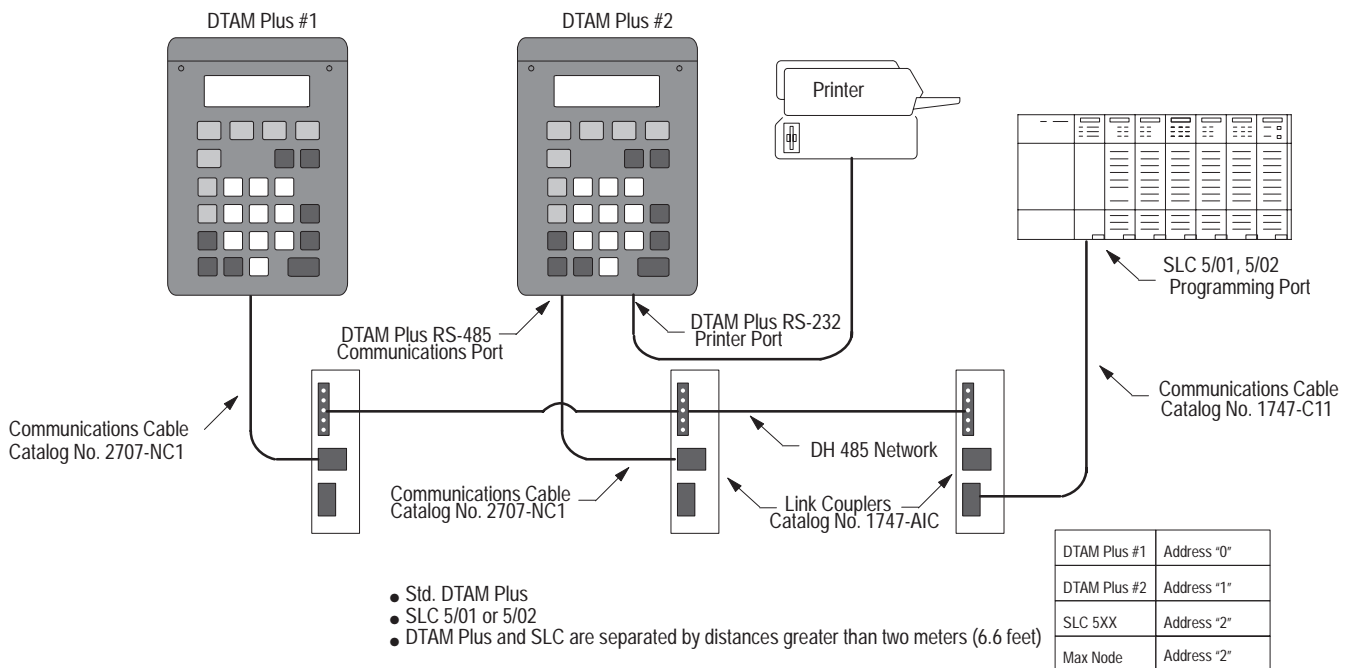 DTAM Plus #1
DTAM Plus #2
Printer
SLC 5/01, 5/02
Programming Port
DTAM Plus RS-485
Communications Port
DTAM Plus RS-232
Printer Port
Communications Cable
Catalog No. 1747-C11
Communications Cable
Catalog No. 2707-NC1
DH 485 Network
Communications Cable
Catalog No. 2707-NC1
Link Couplers
Catalog No. 1747-AIC
DTAM Plus #1 Address “0”
DTAM Plus #2 Address “1”
SLC 5XX Address “2”
Max Node Address “2”
● Std. DTAM Plus
● SLC 5/01 or 5/02
● DTAM Plus and SLC are separated by distances greater than two meters (6.6 feet)